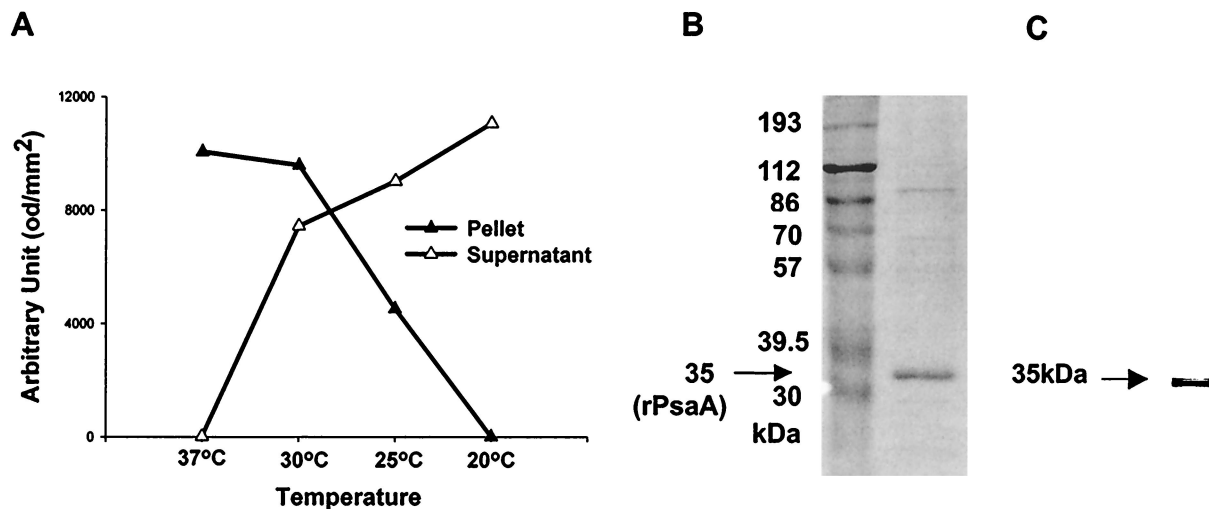 A
B
C
12000
8000
4000
0
Arbitrary Unit (od/mm²)
Pellet
Supernatant
37ºC
30ºC
25ºC
20ºC
Temperature
193
112
86
70
57
39.5
35
(rPsaA)
30
kDa
35kDa